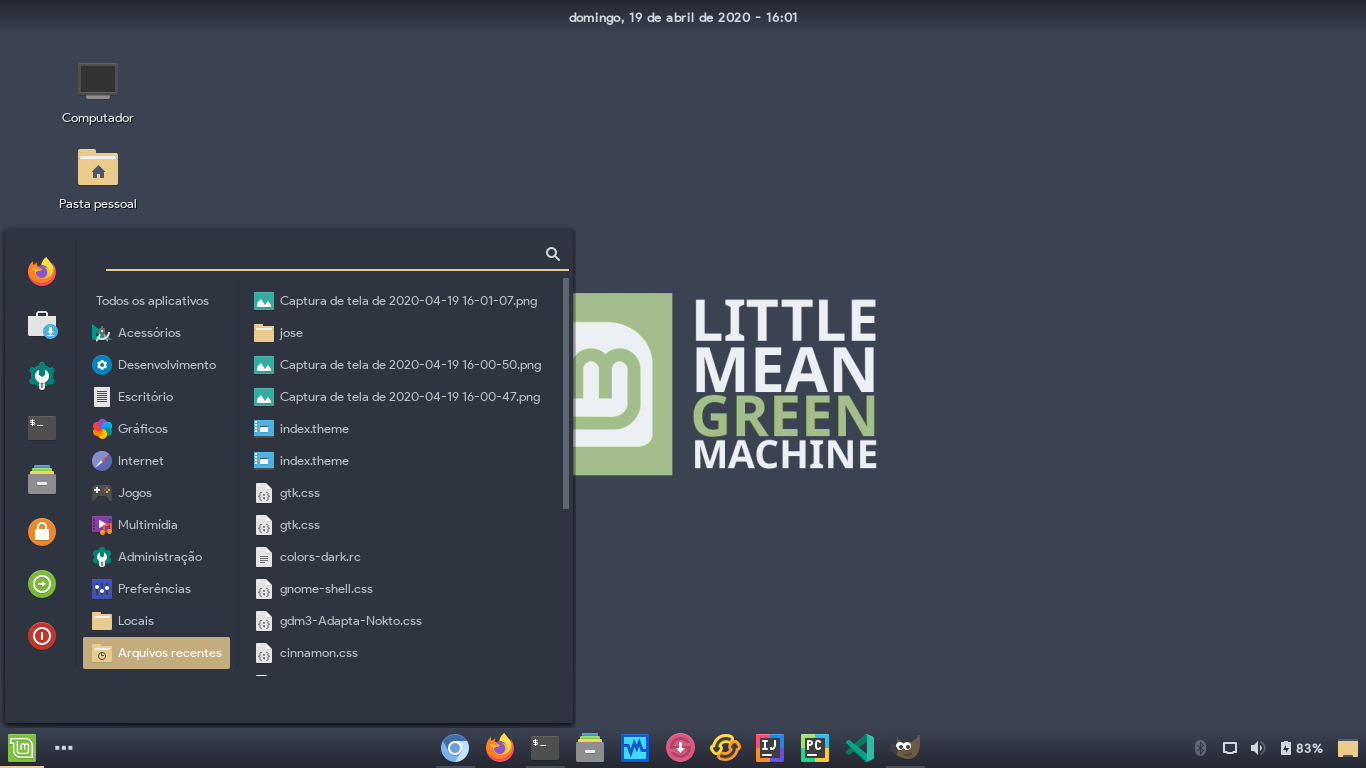 domingo, 19 de abril de 2020 - 16:01
Computador
Pasta pessoal
Todos os aplicativos
Acessórios
Desenvolvimento
Escritório
Gráficos
Internet
Jogos
Multimídia
Administração
Preferências
Locais
Arquivos recentes
Captura de tela de 2020-04-19 16-01-07.png
jose
Captura de tela de 2020-04-19 16-00-50.png
Captura de tela de 2020-04-19 16-00-47.png
index.theme
index.theme
gtk.css
gtk.css
colors-dark.rc
gnome-shell.css
gdm3-Adapta-Nokto.css
cinnamon.css
LITTLE
MEAN
GREEN
MACHINE
$_
$_
IJ
PC
83%